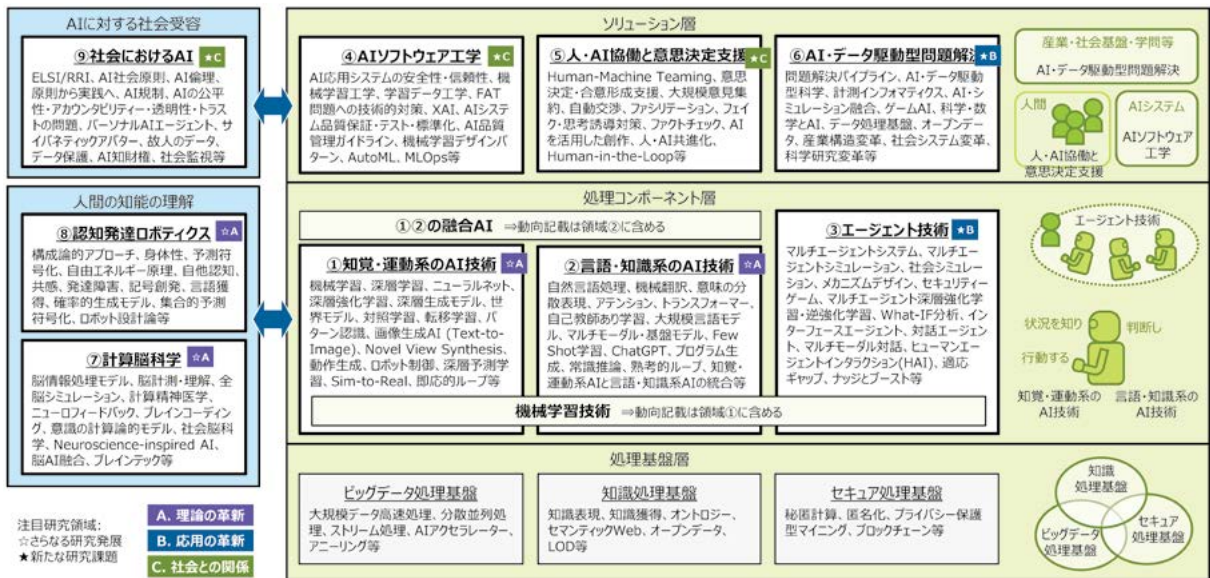 AIに対する社会受容
⑨社会におけるAI
★C
ELSI/RRI、AI社会原則、AI倫理、
原則から実践へ、AI規制、AIの公平
性・アカウンタビリティー・透明性・トラス
トの問題、パーソナルAIエージェント、サ
イバネティックアバター、故人のデータ、
データ保護、AI知財権、社会監視等
人間の知能の理解
⑧認知発達ロボティクス
☆A
構成論的アプローチ、身体性、予測符
号化、自由エネルギー原理、自他認知、
共感、発達障害、記号創発、言語獲
得、確率的生成モデル、集合的予測
符号化、ロボット設計論等
⑦計算脳科学
☆A
脳情報処理モデル、脳計測・理解、全
脳シミュレーション、計算精神医学、
ニューロフィードバック、ブレインコーディン
グ、意識の計算論的モデル、社会脳科
学、Neuroscience-inspired AI、
脳AI融合、ブレインテック等
注目研究領域:
☆さらなる研究発展
★新たな研究課題
A. 理論の革新
B. 応用の革新
C. 社会との関係
ソリューション層
④AIソフトウェア工学
★C
AI応用システムの安全性・信頼性、機
械学習工学、学習データ工学、FAT
問題への技術的対策、XAI、AIシステ
ム品質保証・テスト・標準化、AI品質
管理ガイドライン、機械学習デザインパ
ターン、AutoML、MLOps等
⑤人・AI協働と意思決定支援
★C
Human-Machine Teaming、意思
決定・合意形成支援、大規模意見集
約、自動交渉、ファシリテーション、フェイ
ク・思考誘導対策、ファクトチェック、AI
を活用した創作、人・AI共進化、
Human-in-the-Loop等
⑥AI・データ駆動型問題解決
★B
問題解決パイプライン、AI・データ駆動
型科学、計測インフォマティクス、AI・シ
ミュレーション融合、ゲームAI、科学・数
学とAI、データ処理基盤、オープンデー
タ、産業構造変革、社会システム変革、
科学研究変革等
産業・社会基盤・学問等
AI・データ駆動型問題解決
人間
人・AI協働と
意思決定支援
AIシステム
AIソフトウェア
工学
処理コンポーネント層
①②の融合AI ⇒動向記載は領域②に含める
①知覚・運動系のAI技術
☆A
機械学習、深層学習、ニューラルネット、
深層強化学習、深層生成モデル、世
界モデル、対照学習、転移学習、パ
ターン認識、画像生成AI (Text-to-
Image)、Novel View Synthesis、
動作生成、ロボット制御、深層予測学
習、Sim-to-Real、即応的ループ等
②言語・知識系のAI技術
☆A
自然言語処理、機械翻訳、意味の分
散表現、アテンション、トランスフォーマー、
自己教師あり学習、大規模言語モデ
ル、マルチモーダル・基盤モデル、Few
Shot学習、ChatGPT、プログラム生
成、常識推論、熟考的ループ、知覚・
運動系AIと言語・知識系AIの統合等
③エージェント技術
★B
マルチエージェントシステム、マルチエー
ジェントシミュレーション、社会シミュレー
ション、メカニズムデザイン、セキュリティー
ゲーム、マルチエージェント深層強化学
習・逆強化学習、What-IF分析、イン
ターフェースエージェント、対話エージェン
ト、マルチモーダル対話、ヒューマンエー
ジェントインタラクション(HAI)、適応
ギャップ、ナッジとブースト等
機械学習技術 ⇒動向記載は領域①に含める
エージェント技術
状況を知り
判断し
行動する
知覚・運動系の
AI技術
言語・知識系の
AI技術
処理基盤層
ビッグデータ処理基盤
大規模データ高速処理、分散並列処
理、ストリーム処理、AIアクセラレーター、
アニーリング等
知識処理基盤
知識表現、知識獲得、オントロジー、
セマンティックWeb、オープンデータ、
LOD等
セキュア処理基盤
秘匿計算、匿名化、プライバシー保護
型マイニング、ブロックチェーン等
知識
処理基盤
ビッグデータ
処理基盤
セキュア
処理基盤